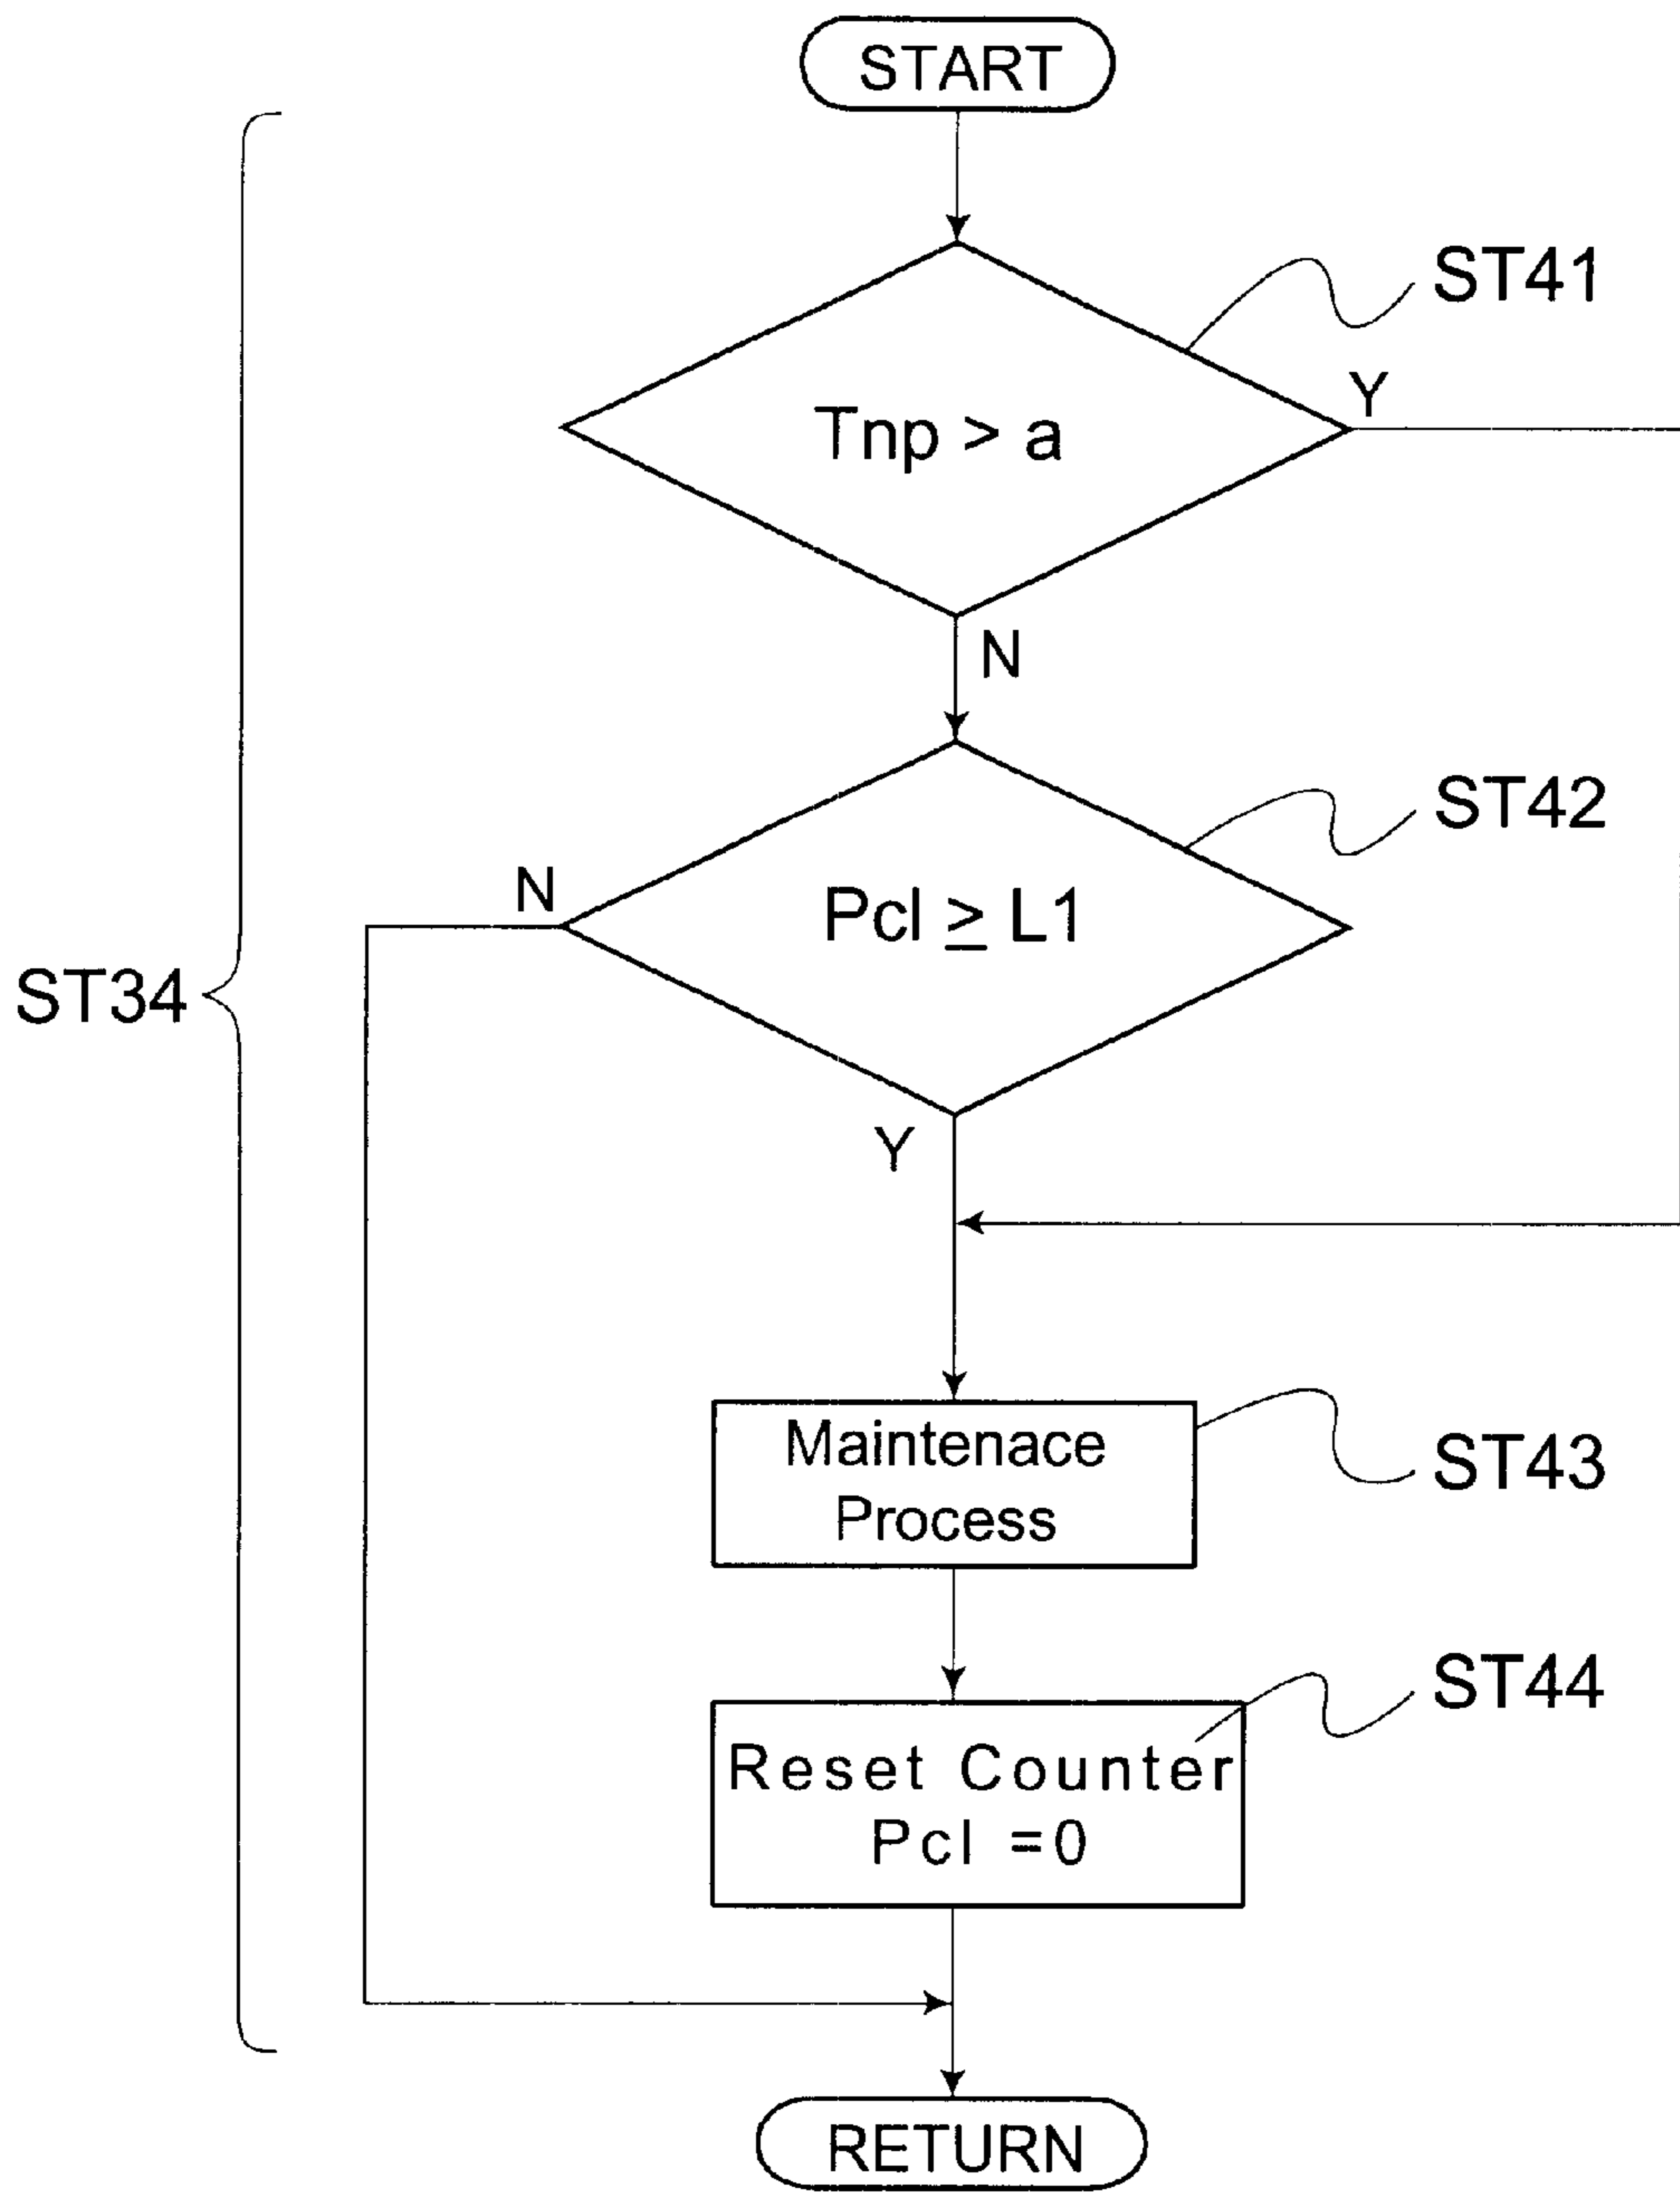 START
ST41
Y
Tnp > a
N
ST42
N
Pcl ≥ L1
ST34
Y
Maintenace
Process
ST43
ST44
Reset Counter
Pcl =0
RETURN